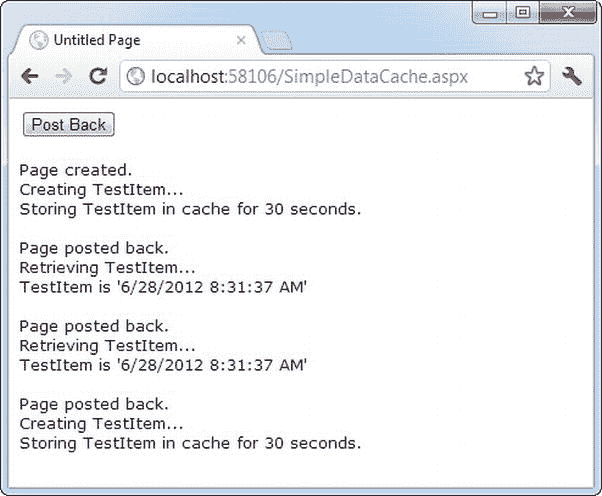 Untitled Page
localhost:58106/SimpleDataCache.aspx
Post Back
Page created.
Creating TestItem...
Storing TestItem in cache for 30 seconds.
Page posted back.
Retrieving TestItem...
TestItem is '6/28/2012 8:31:37 AM'
Page posted back.
Retrieving TestItem...
TestItem is '6/28/2012 8:31:37 AM'
Page posted back.
Creating TestItem...
Storing TestItem in cache for 30 seconds.